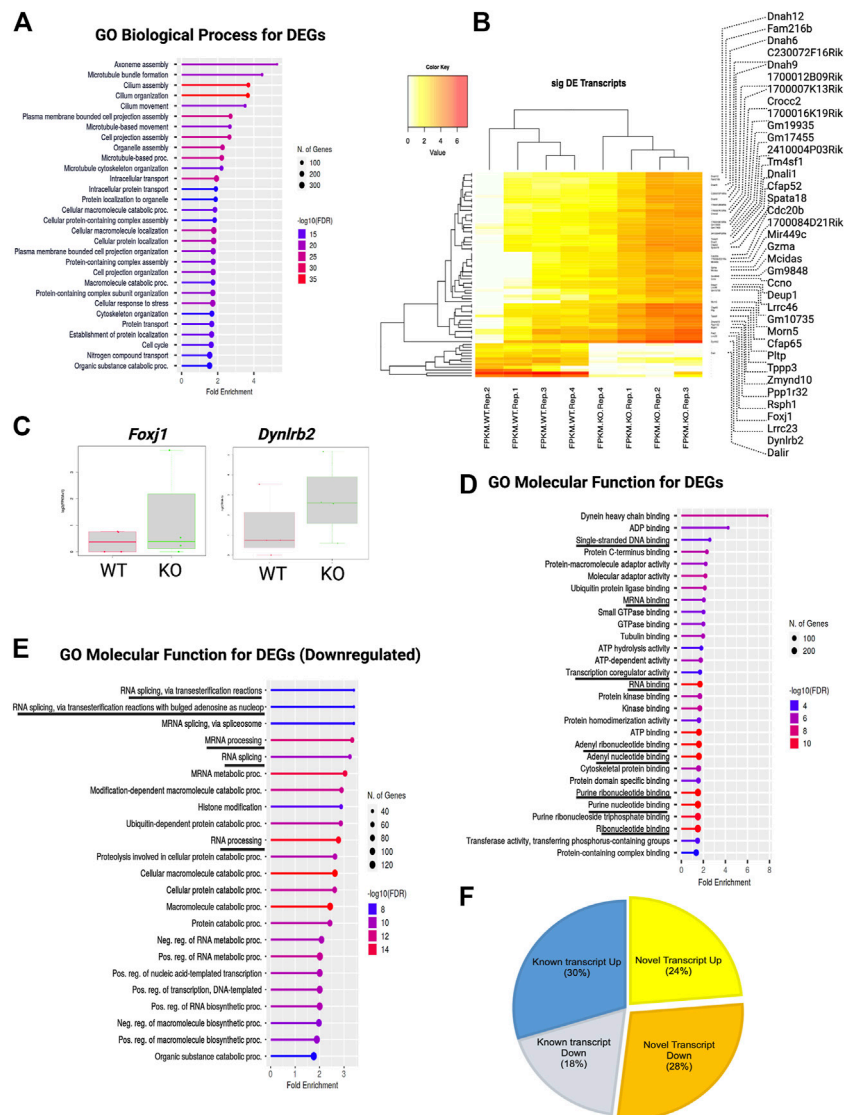 A
GO Biological Process for DEGs
Axoneme assembly
Microtubule bundle formation
Cilium assembly
Cilium organization
Cilium movement
Plasma membrane bounded cell projection assembly
Microtubule-based movement
Cell projection assembly
Organelle assembly
Microtubule-based proc.
Microtubule cytoskeleton organization
Intracellular transport
Intracellular protein transport
Protein localization to organelle
Cellular macromolecule catabolic proc.
Cellular protein-containing complex assembly
Cellular macromolecule localization
Cellular protein localization
Plasma membrane bounded cell projection organization
Protein-containing complex assembly
Cell projection organization
Macromolecule catabolic proc.
Protein-containing complex subunit organization
Cellular response to stress
Cytoskeleton organization
Protein transport
Establishment of protein localization
Cell cycle
Nitrogen compound transport
Organic substance catabolic proc.
0 2 4
Fold Enrichment
N. of Genes
100
200
300
-log10(FDR)
15
20
25
30
35
B
Color Key
0 2 4 6
Value
sig DE Transcripts
FPKM.WT.Rep.2
FPKM.WT.Rep.1
FPKM.WT.Rep.3
FPKM.WT.Rep.4
FPKM.KO.Rep.4
FPKM.KO.Rep.1
FPKM.KO.Rep.2
FPKM.KO.Rep.3
Dnah12
Fam216b
Dnah6
C230072F16Rik
Dnah9
1700012B09Rik
1700007K13Rik
Crocc2
1700016K19Rik
Gm19935
Gm17455
2410004P03Rik
Tm4sf1
Dnali1
Cfap52
Spata18
Cdc20b
1700084D21Rik
Mir449c
Gzma
Mcidas
Gm9848
Ccno
Deup1
Lrrc46
Gm10735
Morn5
Cfap65
Pltp
Tppp3
Zmynd10
Ppp1r32
Rsph1
Foxj1
Lrrc23
Dynlrb2
Dalir
C
Foxj1
WT KO
Dynlrb2
WT KO
D
GO Molecular Function for DEGs
Dynein heavy chain binding
ADP binding
Single-stranded DNA binding
Protein C-terminus binding
Protein-macromolecule adaptor activity
Molecular adaptor activity
Ubiquitin protein ligase binding
MRNA binding
Small GTPase binding
GTPase binding
Tubulin binding
ATP hydrolysis activity
ATP-dependent activity
Transcription coregulator activity
RNA binding
Protein kinase binding
Kinase binding
Protein homodimerization activity
ATP binding
Adenyl ribonucleotide binding
Adenyl nucleotide binding
Cytoskeletal protein binding
Protein domain specific binding
Purine ribonucleotide binding
Purine nucleotide binding
Purine ribonucleoside triphosphate binding
Ribonucleotide binding
Transferase activity, transferring phosphorus-containing groups
Protein-containing complex binding
0 2 4 6 8
Fold Enrichment
N. of Genes
100
200
-log10(FDR)
4
6
8
10
E
GO Molecular Function for DEGs (Downregulated)
RNA splicing, via transesterification reactions
RNA splicing, via transesterification reactions with bulged adenosine as nucleop
MRNA splicing, via spliceosome
MRNA processing
RNA splicing
MRNA metabolic proc.
Modification-dependent macromolecule catabolic proc.
Histone modification
Ubiquitin-dependent protein catabolic proc.
RNA processing
Proteolysis involved in cellular protein catabolic proc.
Cellular macromolecule catabolic proc.
Cellular protein catabolic proc.
Macromolecule catabolic proc.
Protein catabolic proc.
Neg. reg. of RNA metabolic proc.
Pos. reg. of RNA metabolic proc.
Pos. reg. of nucleic acid-templated transcription
Pos. reg. of transcription, DNA-templated
Pos. reg. of RNA biosynthetic proc.
Neg. reg. of macromolecule biosynthetic proc.
Pos. reg. of macromolecule biosynthetic proc.
Organic substance catabolic proc.
0 1 2 3
Fold Enrichment
N. of Genes
40
60
80
100
120
-log10(FDR)
8
10
12
14
F
Known transcript Up
(30%)
Novel Transcript Up
(24%)
Known transcript
Down
(18%)
Novel Transcript
Down
(28%)